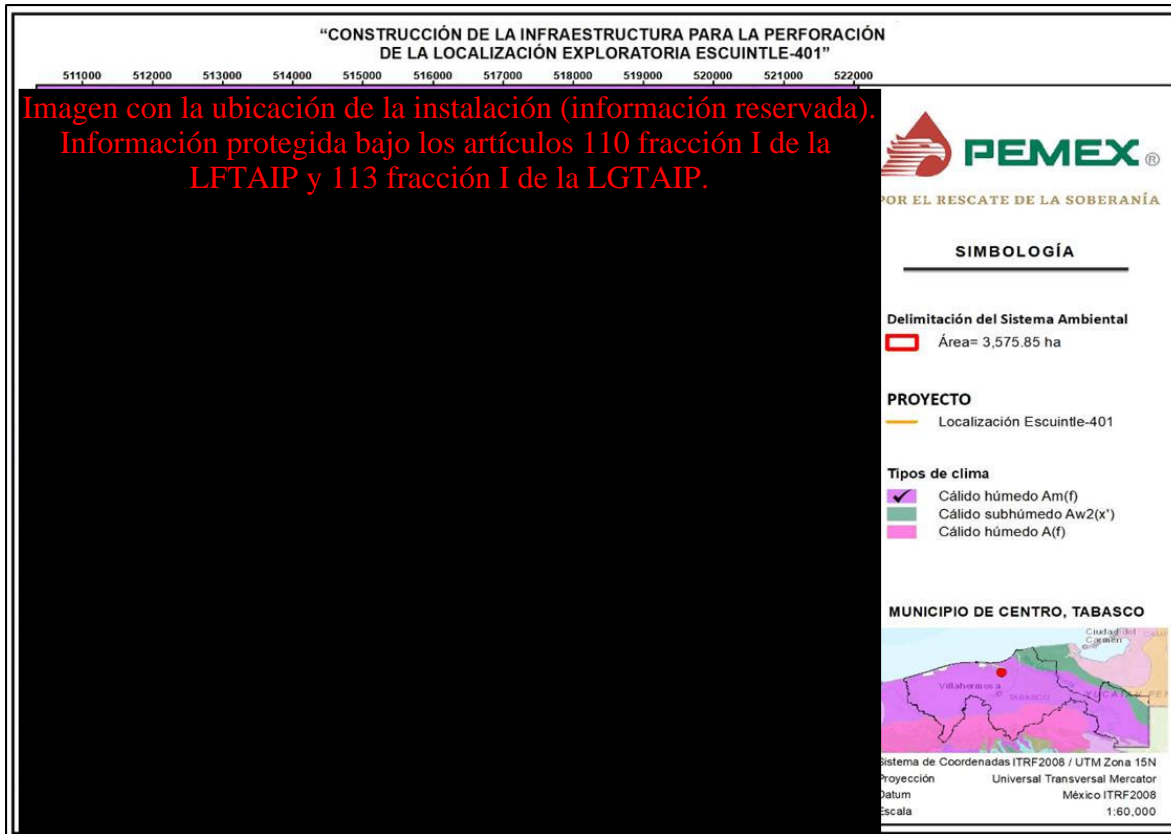 “CONSTRUCCIÓN DE LA INFRAESTRUCTURA PARA LA PERFORACIÓN
DE LA LOCALIZACIÓN EXPLORATORIA ESCUINTLE-401”
511000 512000 513000 514000 515000 516000 517000 518000 519000 520000 521000 522000
Imagen con la ubicación de la instalación (información reservada).
Información protegida bajo los artículos 110 fracción I de la
LFTAIP y 113 fracción I de la LGTAIP.
PEMEX ®
POR EL RESCATE DE LA SOBERANÍA
SIMBOLOGÍA
Delimitación del Sistema Ambiental
Área= 3,575.85 ha
PROYECTO
Localización Escuintle-401
Tipos de clima
Cálido húmedo Am(f)
Cálido subhúmedo Aw2(x')
Cálido húmedo A(f)
MUNICIPIO DE CENTRO, TABASCO
Ciudad del
Carmen
Villahermosa
TABASCO
Sistema de Coordenadas ITRF2008 / UTM Zona 15N
Proyección Universal Transversal Mercator
Datum México ITRF2008
Escala 1:60,000